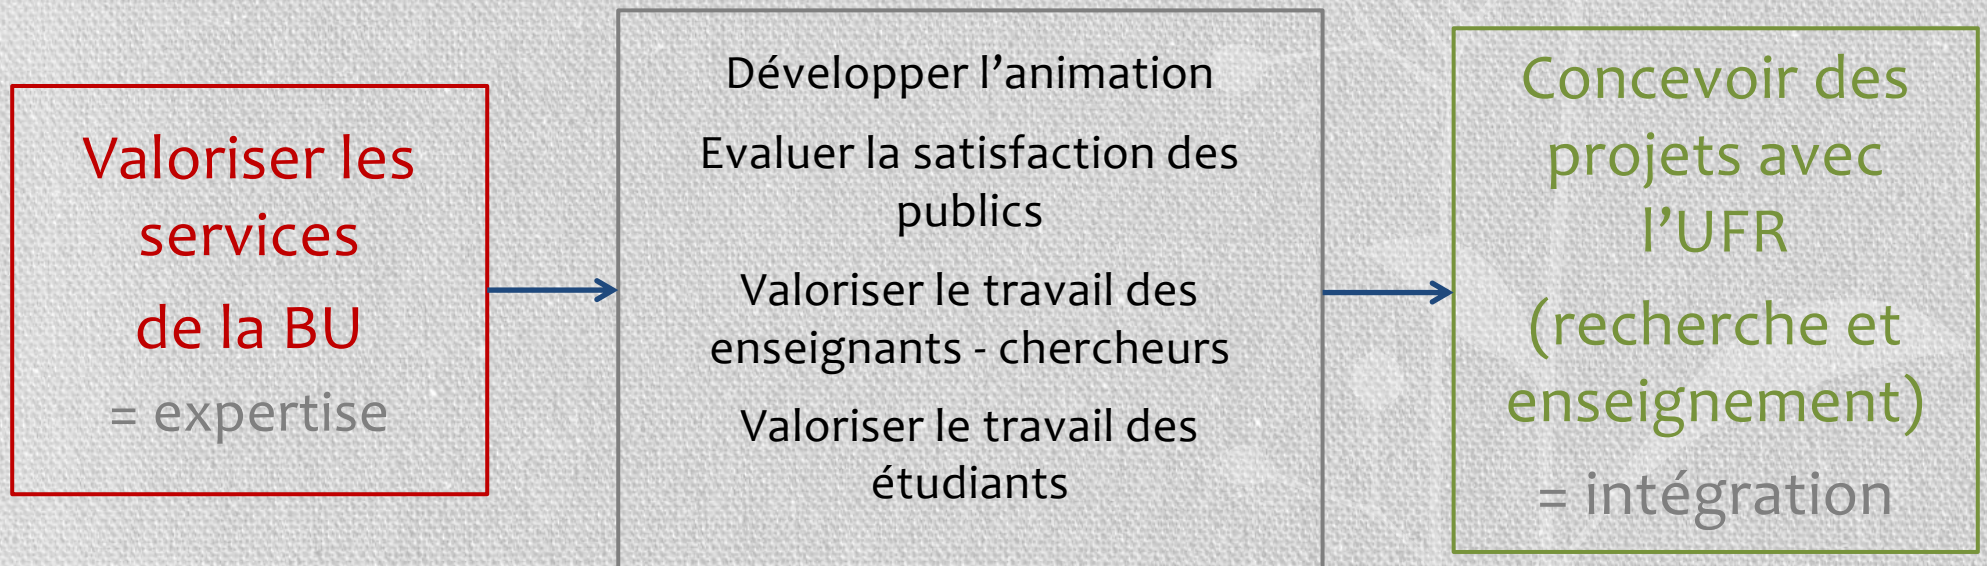 Valoriser les
services
de la BU
= expertise
Développer l’animation
Evaluer la satisfaction des
publics
Valoriser le travail des
enseignants - chercheurs
Valoriser le travail des
étudiants
Concevoir des
projets avec
l’UFR
(recherche et
enseignement)
= intégration